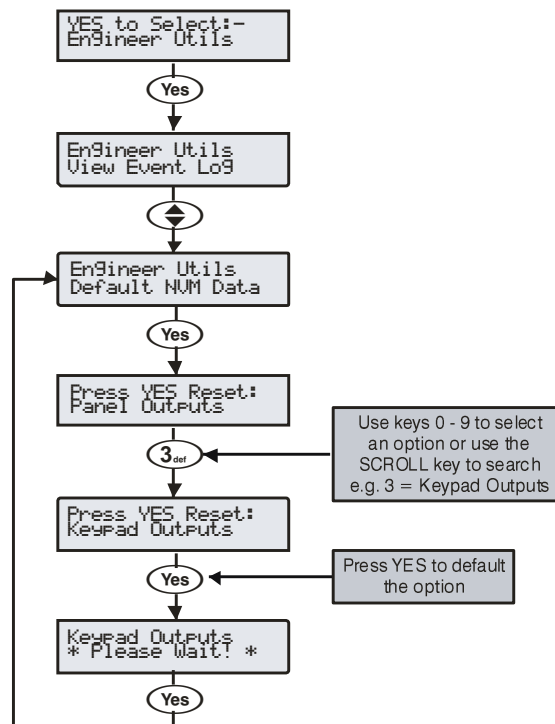 YES to Select:-
Engineer Utils
Yes
Engineer Utils
View Event Log
Engineer Utils
Default NVM Data
Yes
Press YES Reset:
Panel Outputs
3def
Use keys 0 - 9 to select
an option or use the
SCROLL key to search
e.g. 3 = Keypad Outputs
Press YES Reset:
Keypad Outputs
Yes
Press YES to default
the option
Keypad Outputs
* Please Wait! *
Yes